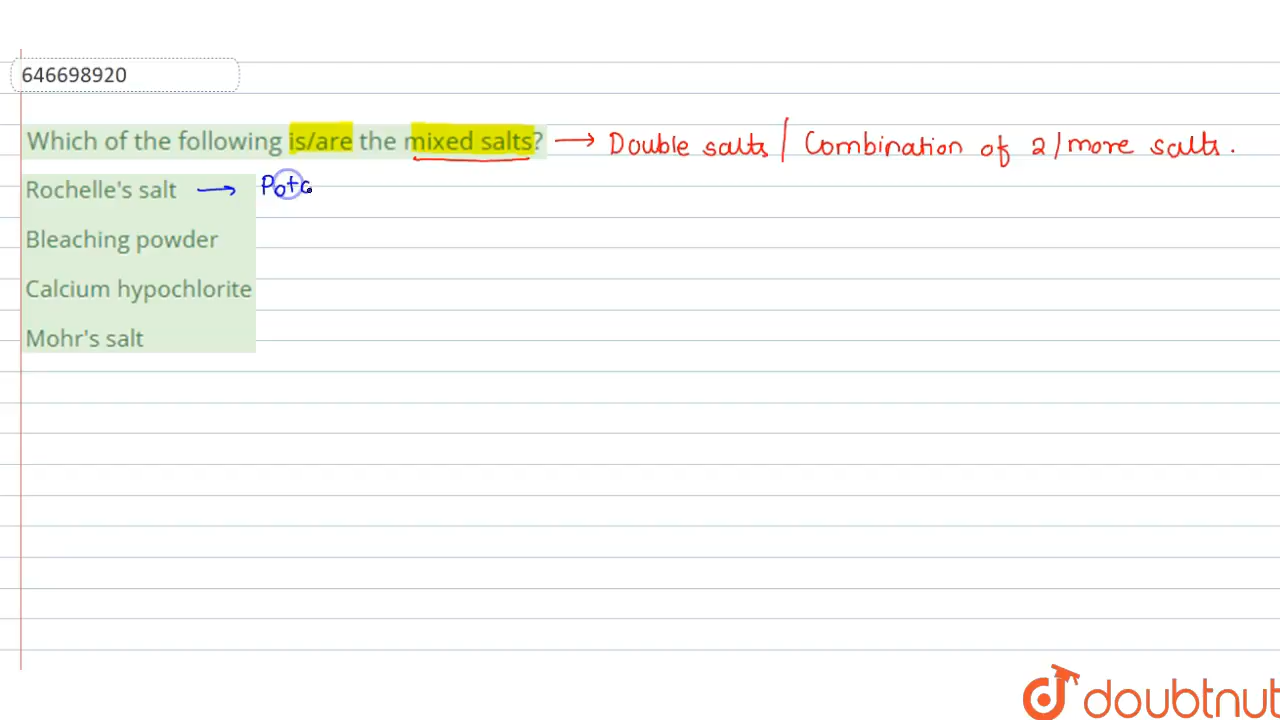 646698920
Which of the following is/are the mixed salts? → Double salts / Combination of 2/more salts.
Rochelle's salt → Pota
Bleaching powder
Calcium hypochlorite
Mohr's salt
doubtnut